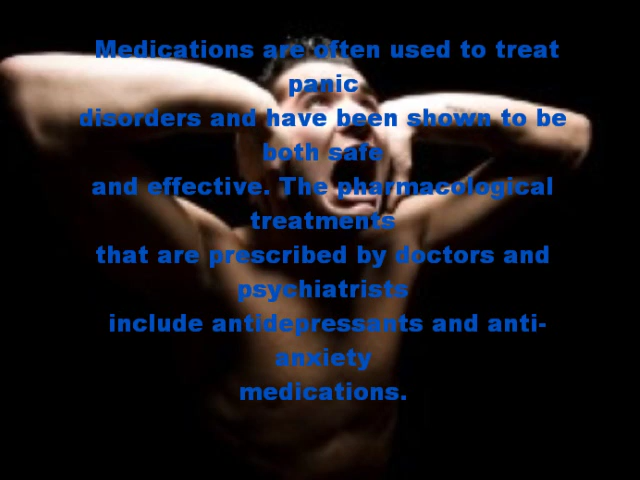 Medications are often used to treat
panic
disorders and have been shown to be
both safe
and effective. The pharmacological
treatments
that are prescribed by doctors and
psychiatrists
include antidepressants and anti-
anxiety
medications.